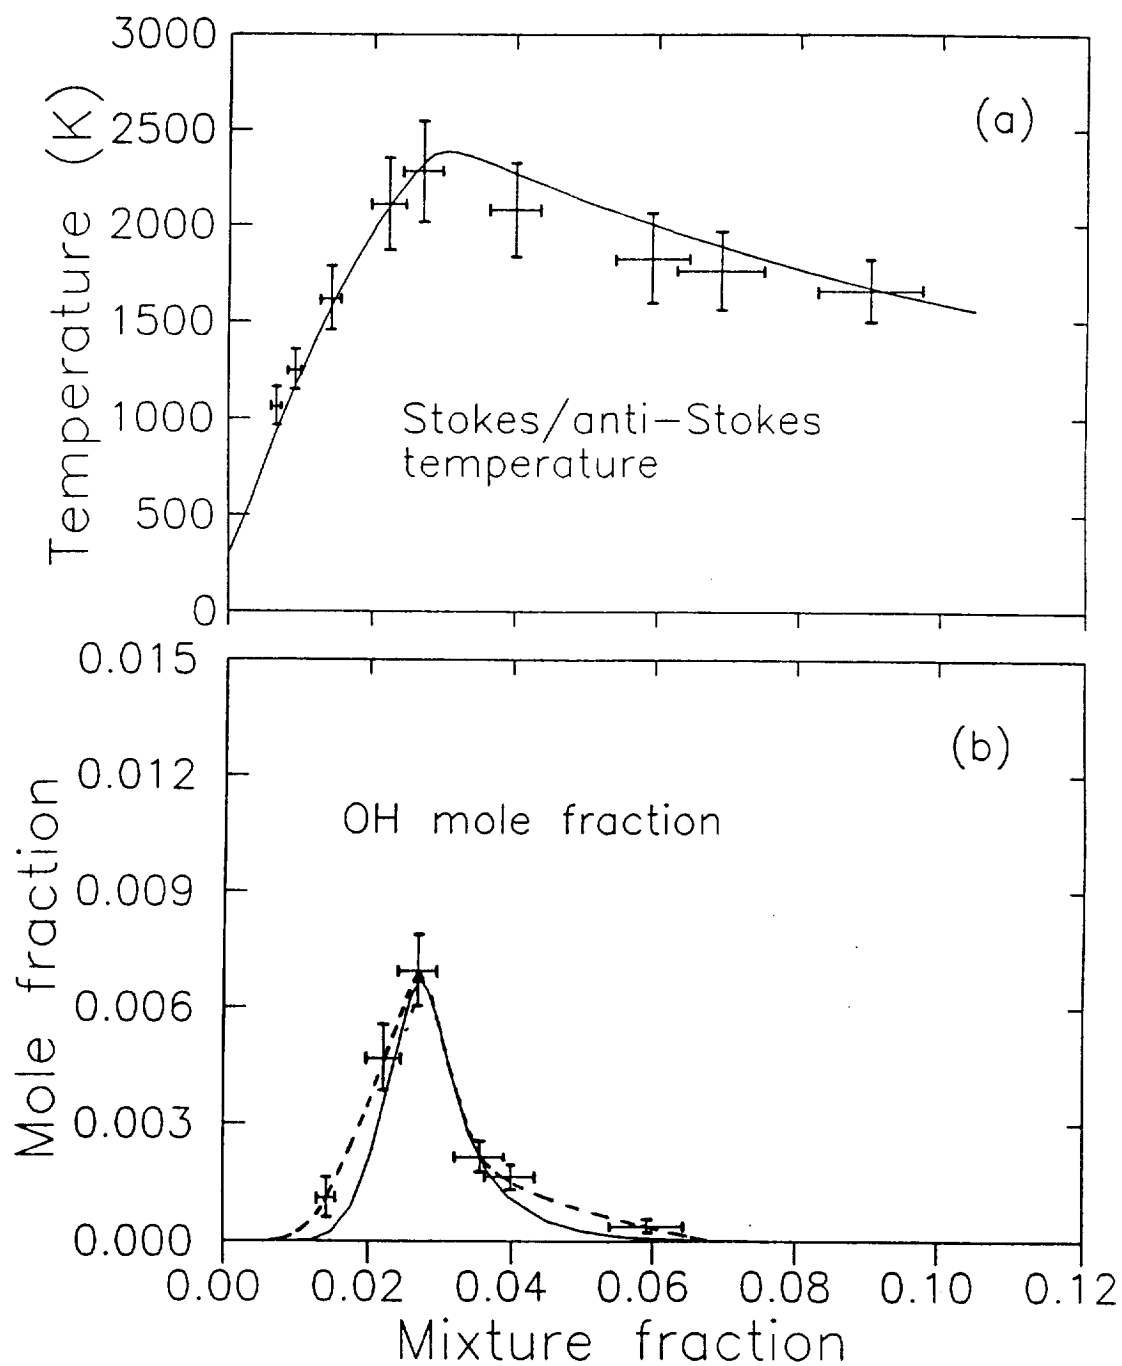 3000
(a)
2500
2000
1500
1000
500
0
Temperature (K)
Stokes/anti-Stokes
temperature
0.015
(b)
0.012
0.009
0.006
0.003
0.000
Mole fraction
OH mole fraction
0.00 0.02 0.04 0.06 0.08 0.10 0.12
Mixture fraction